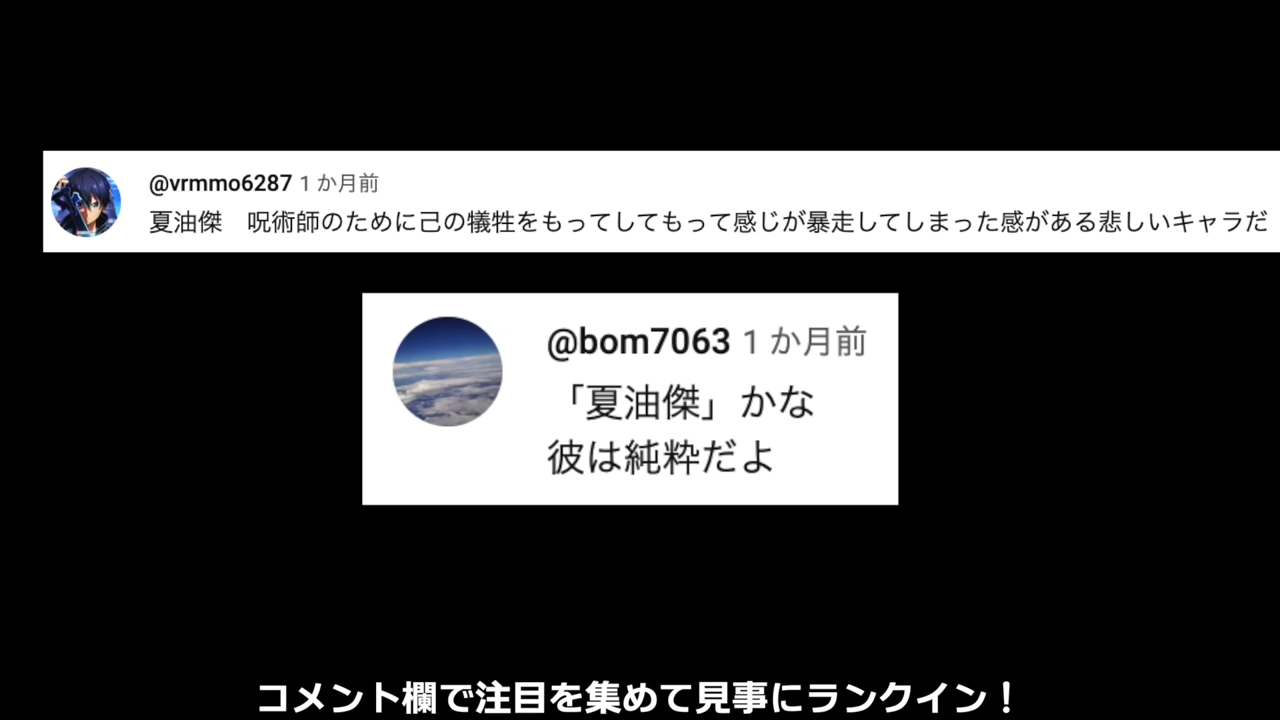 @vrmmo6287 1 か月前
夏油傑　呪術師のために己の犠牲をもってしてもって感じが暴走してしまった感がある悲しいキャラだ
@bom7063 1 か月前
「夏油傑」かな
彼は純粋だよ
コメント欄で注目を集めて見事にランクイン！